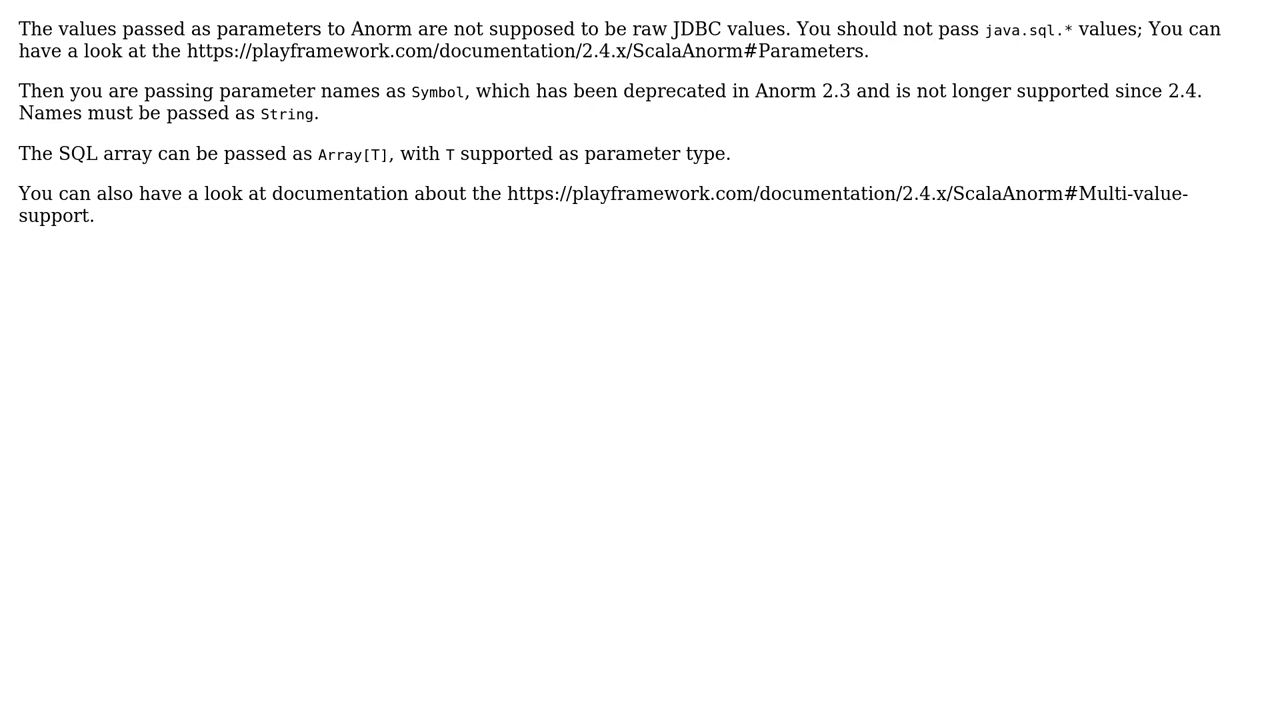 The values passed as parameters to Anorm are not supposed to be raw JDBC values. You should not pass java.sql.* values; You can
have a look at the https://playframework.com/documentation/2.4.x/ScalaAnorm#Parameters.
Then you are passing parameter names as Symbol, which has been deprecated in Anorm 2.3 and is not longer supported since 2.4.
Names must be passed as String.
The SQL array can be passed as Array[T], with T supported as parameter type.
You can also have a look at documentation about the https://playframework.com/documentation/2.4.x/ScalaAnorm#Multi-value-
support.